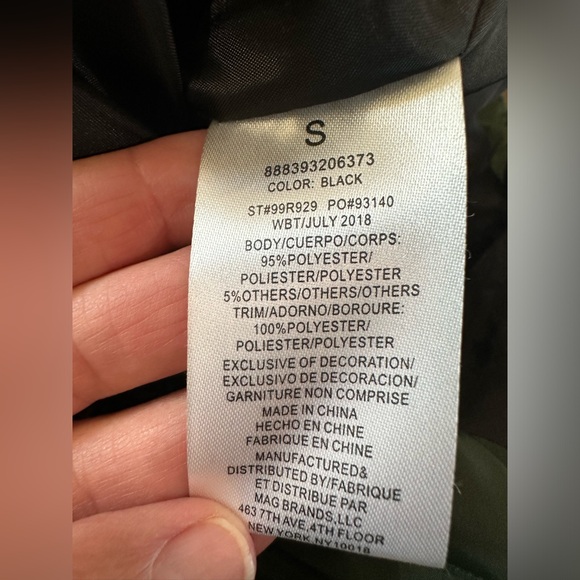 S
888393206373
COLOR: BLACK
ST#99R929 PO#93140
WBT/JULY 2018
BODY/CUERPO/CORPS:
95%POLYESTER/
POLIESTER/POLYESTER
5%OTHERS/OTHERS/OTHERS
TRIM/ADORNO/BOROURE:
100%POLYESTER/
POLIESTER/POLYESTER
EXCLUSIVE OF DECORATION/
EXCLUSIVO DE DECORACION/
GARNITURE NON COMPRISE
MADE IN CHINA
HECHO EN CHINE
FABRIQUE EN CHINE
MANUFACTURED&
DISTRIBUTED BY/FABRIQUE
ET DISTRIBUE PAR
MAG BRANDS,LLC
463 7TH AVE,4TH FLOOR
NEW YORK,NY10018